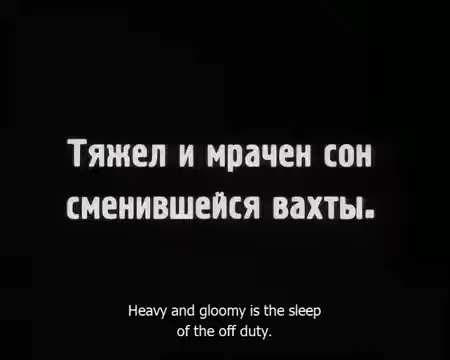 Тяжел и мрачен сон
сменившейся вахты.
Heavy and gloomy is the sleep
of the off duty.